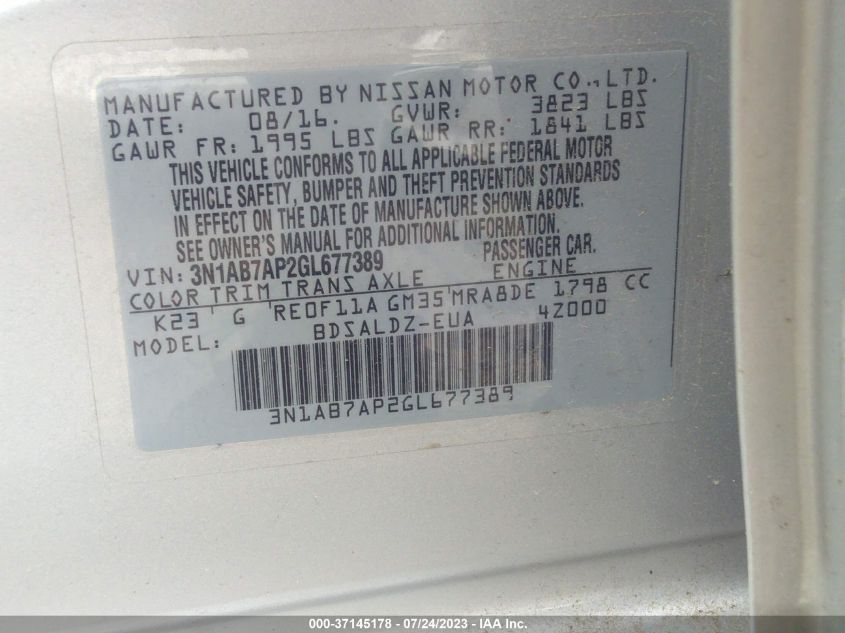 MANUFACTURED BY NISSAN MOTOR CO., LTD.
DATE: 08/16. GVWR: 3823 LBS
GAWR FR: 1995 LBS GAWR RR: 1841 LBS
THIS VEHICLE CONFORMS TO ALL APPLICABLE FEDERAL MOTOR
VEHICLE SAFETY, BUMPER AND THEFT PREVENTION STANDARDS
IN EFFECT ON THE DATE OF MANUFACTURE SHOWN ABOVE.
SEE OWNER'S MANUAL FOR ADDITIONAL INFORMATION.
VIN: 3N1AB7AP2GL677389 PASSENGER CAR.
COLOR TRIM TRANS AXLE ENGINE
K23 G RE0F11A GM35 MRA8DE 1798 CC
MODEL: BDSALDZ-EUA 4Z000
3N1AB7AP2GL677389
000-37145178 - 07/24/2023 - IAA Inc.